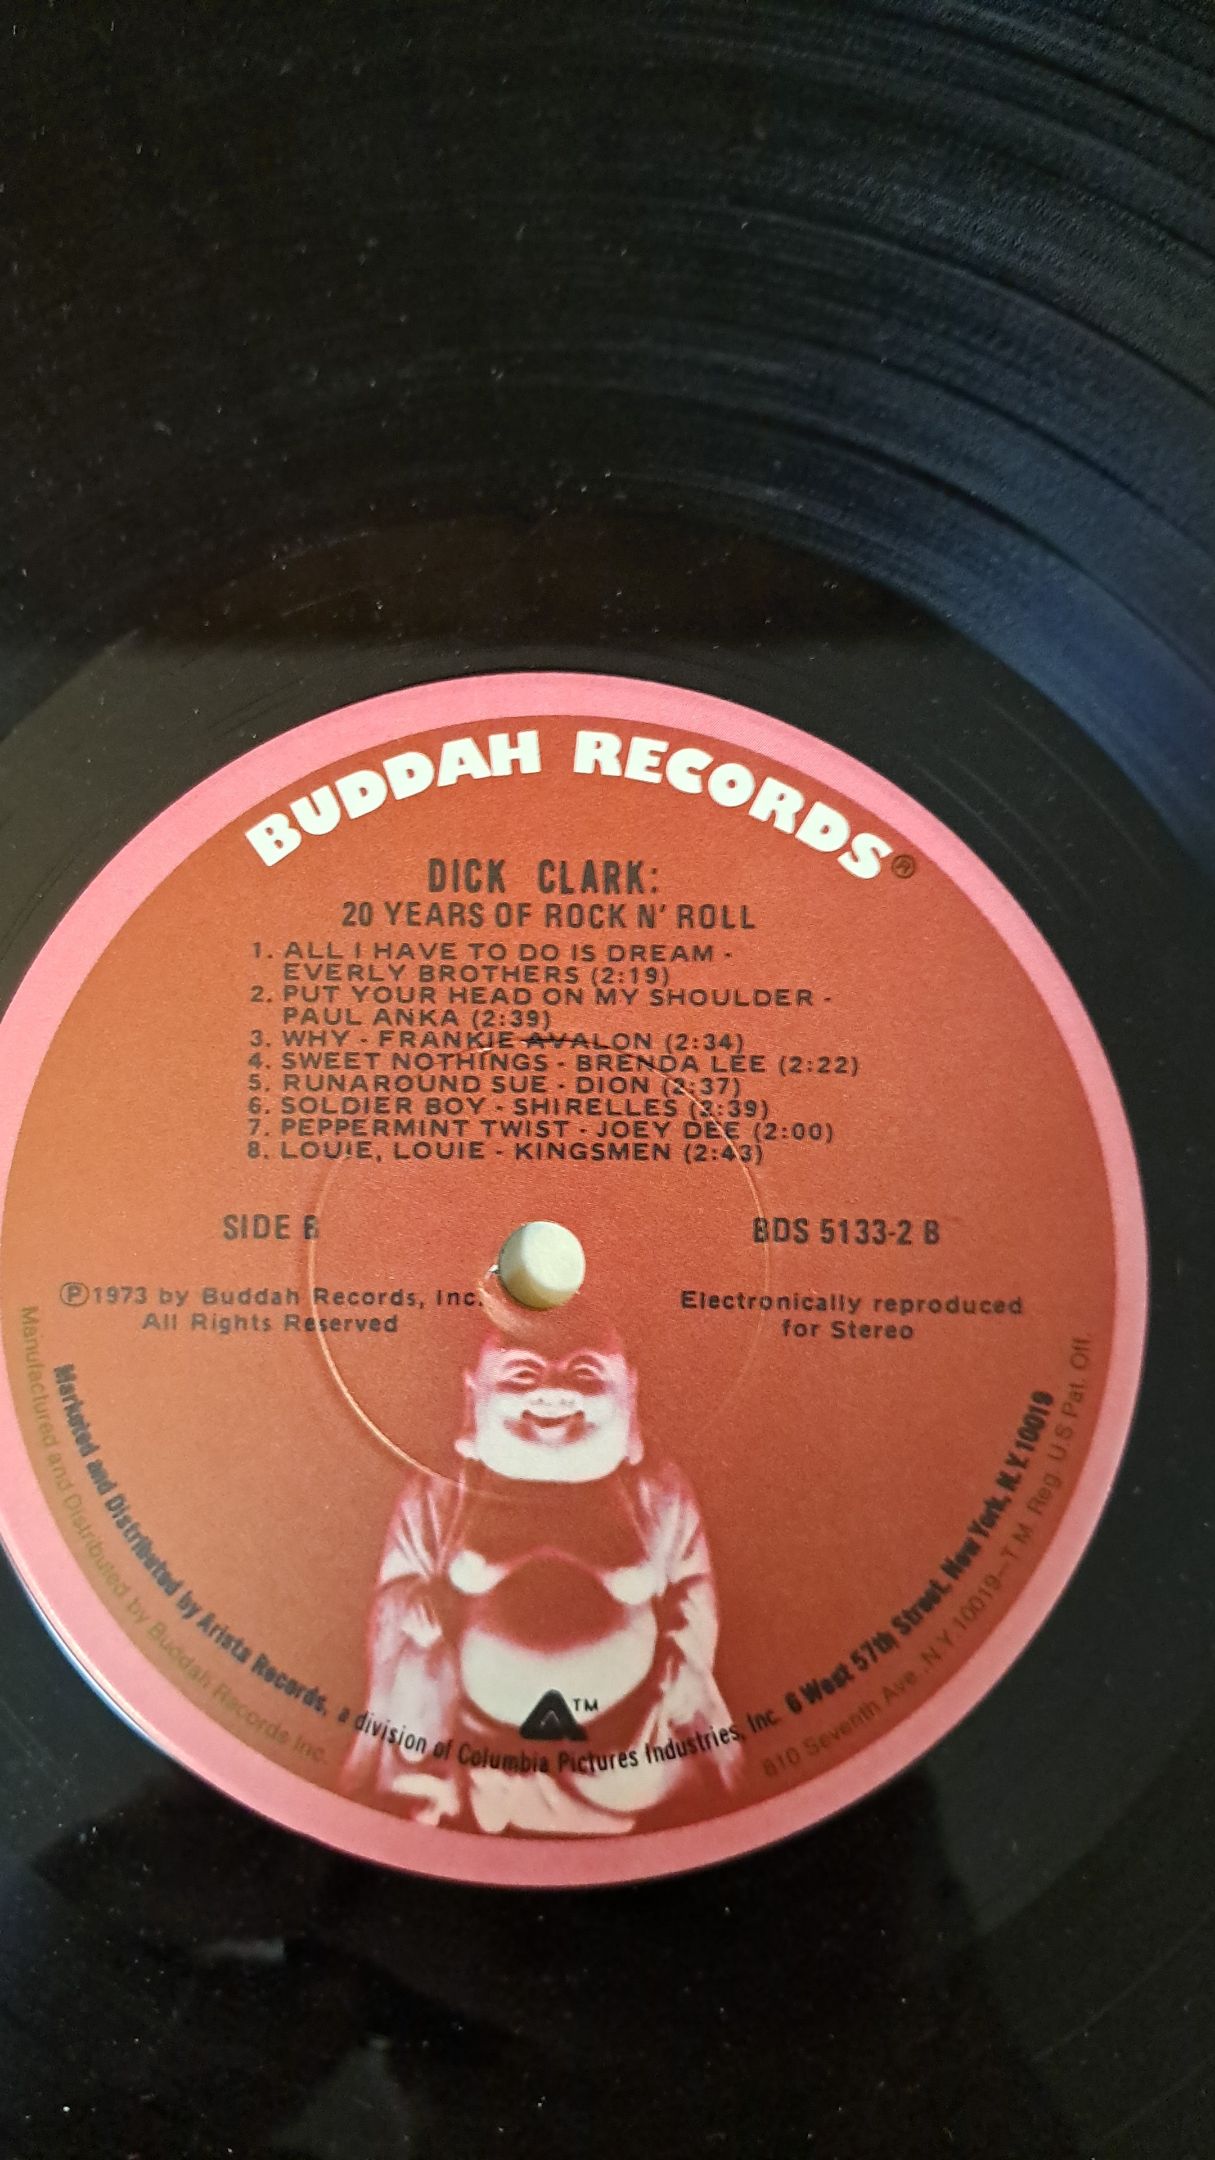 BUDDAH RECORDS®
DICK CLARK:
20 YEARS OF ROCK N' ROLL
1. ALL I HAVE TO DO IS DREAM -
EVERLY BROTHERS (2:19)
2. PUT YOUR HEAD ON MY SHOULDER -
PAUL ANKA (2:39)
3. WHY - FRANKIE AVALON (2:34)
4. SWEET NOTHINGS - BRENDA LEE (2:22)
5. RUNAROUND SUE - DION (2:37)
6. SOLDIER BOY - SHIRELLES (2:39)
7. PEPPERMINT TWIST - JOEY DEE (2:00)
8. LOUIE, LOUIE - KINGSMEN (2:43)
SIDE B
BDS 5133-2 B
Ⓟ1973 by Buddah Records, Inc.
All Rights Reserved
Electronically reproduced
for Stereo
A™
Marketed and Distributed by Arista Records, a division of Columbia Pictures Industries, Inc. 6 West 57th Street, New York, N.Y. 10019
Manufactured and Distributed by Buddah Records Inc. 810 Seventh Ave., N.Y. 10019—T.M. Reg. U.S Pat. Off.